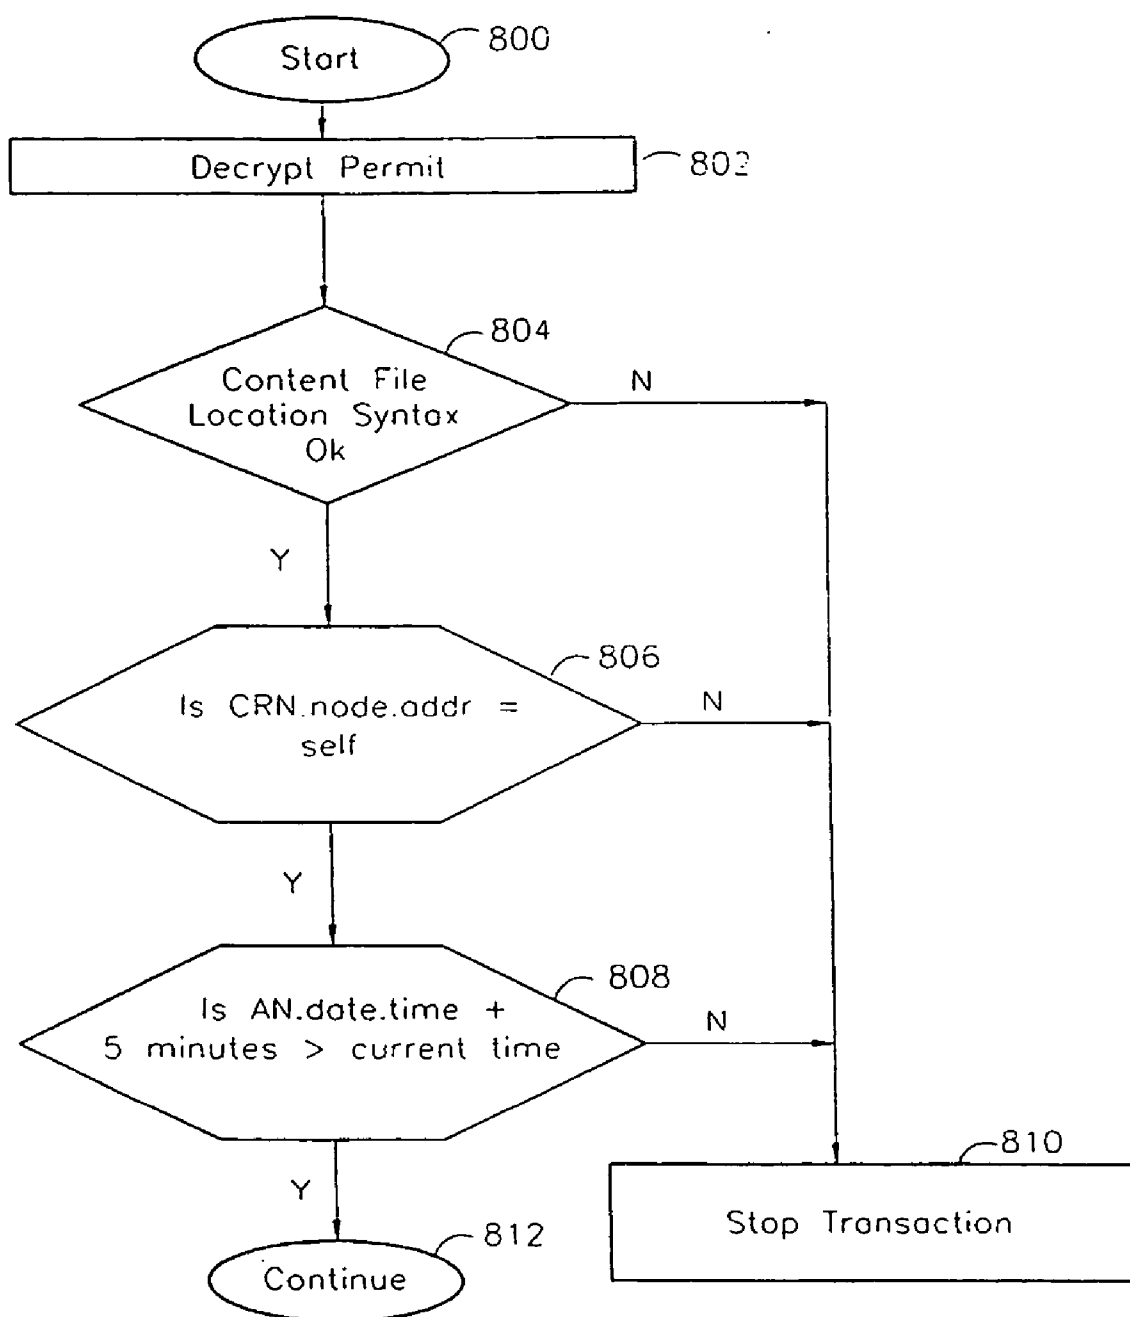 800
Start
802
Decrypt Permit
804
Content File
Location Syntax
Ok
N
Y
806
Is CRN.node.addr =
self
N
Y
808
Is AN.date.time +
5 minutes > current time
N
Y
810
Stop Transaction
812
Continue